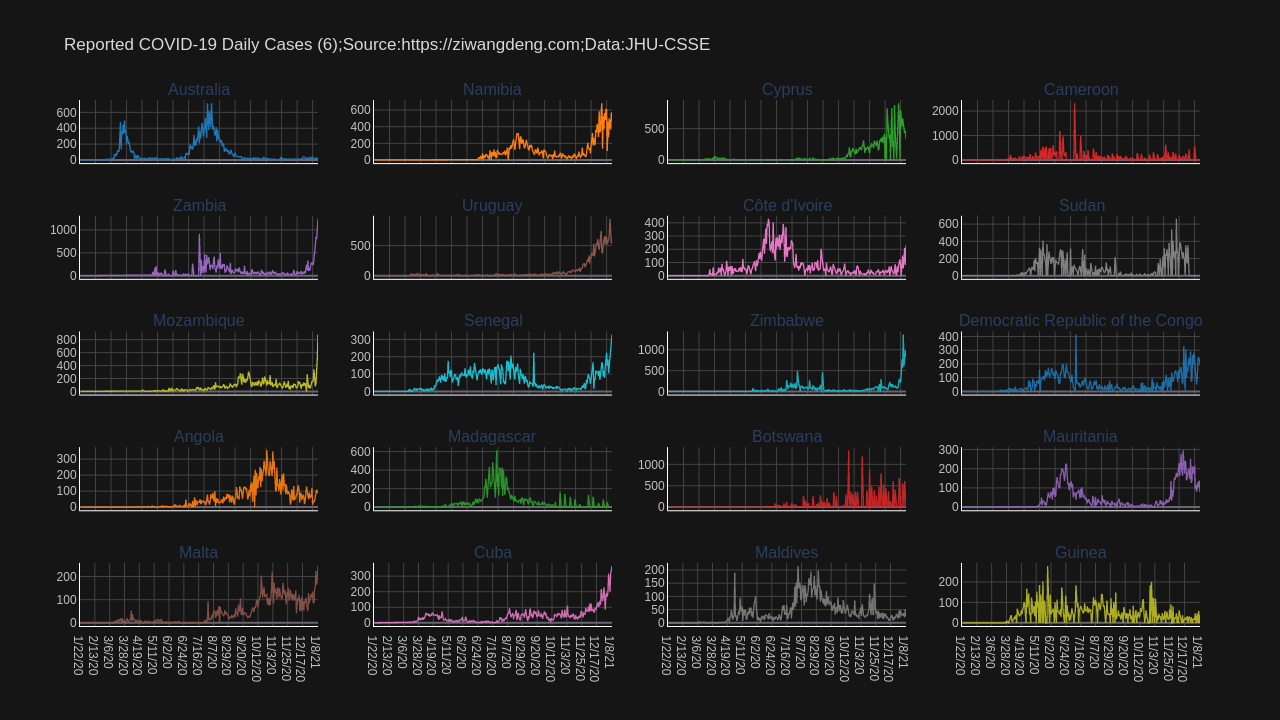 Reported COVID-19 Daily Cases (6);Source:https://ziwangdeng.com;Data:JHU-CSSE
Australia Namibia Cyprus Cameroon
600 400 200 0
600 400 200 0
500 0
2000 1000 0
Zambia Uruguay Côte d'Ivoire Sudan
1000 500 0
500 0
400 300 200 100 0
600 400 200 0
Mozambique Senegal Zimbabwe Democratic Republic of the Congo
800 600 400 200 0
300 200 100 0
1000 500 0
400 300 200 100 0
Angola Madagascar Botswana Mauritania
300 200 100 0
600 400 200 0
1000 500 0
300 200 100 0
Malta Cuba Maldives Guinea
200 100 0
300 200 100 0
200 150 100 50 0
200 100 0
1/22/20 2/13/20 3/6/20 3/28/20 4/19/20 5/11/20 6/2/20 6/24/20 7/16/20 8/7/20 8/29/20 9/20/20 10/12/20 11/3/20 11/25/20 12/17/20 1/8/21
1/22/20 2/13/20 3/6/20 3/28/20 4/19/20 5/11/20 6/2/20 6/24/20 7/16/20 8/7/20 8/29/20 9/20/20 10/12/20 11/3/20 11/25/20 12/17/20 1/8/21
1/22/20 2/13/20 3/6/20 3/28/20 4/19/20 5/11/20 6/2/20 6/24/20 7/16/20 8/7/20 8/29/20 9/20/20 10/12/20 11/3/20 11/25/20 12/17/20 1/8/21
1/22/20 2/13/20 3/6/20 3/28/20 4/19/20 5/11/20 6/2/20 6/24/20 7/16/20 8/7/20 8/29/20 9/20/20 10/12/20 11/3/20 11/25/20 12/17/20 1/8/21